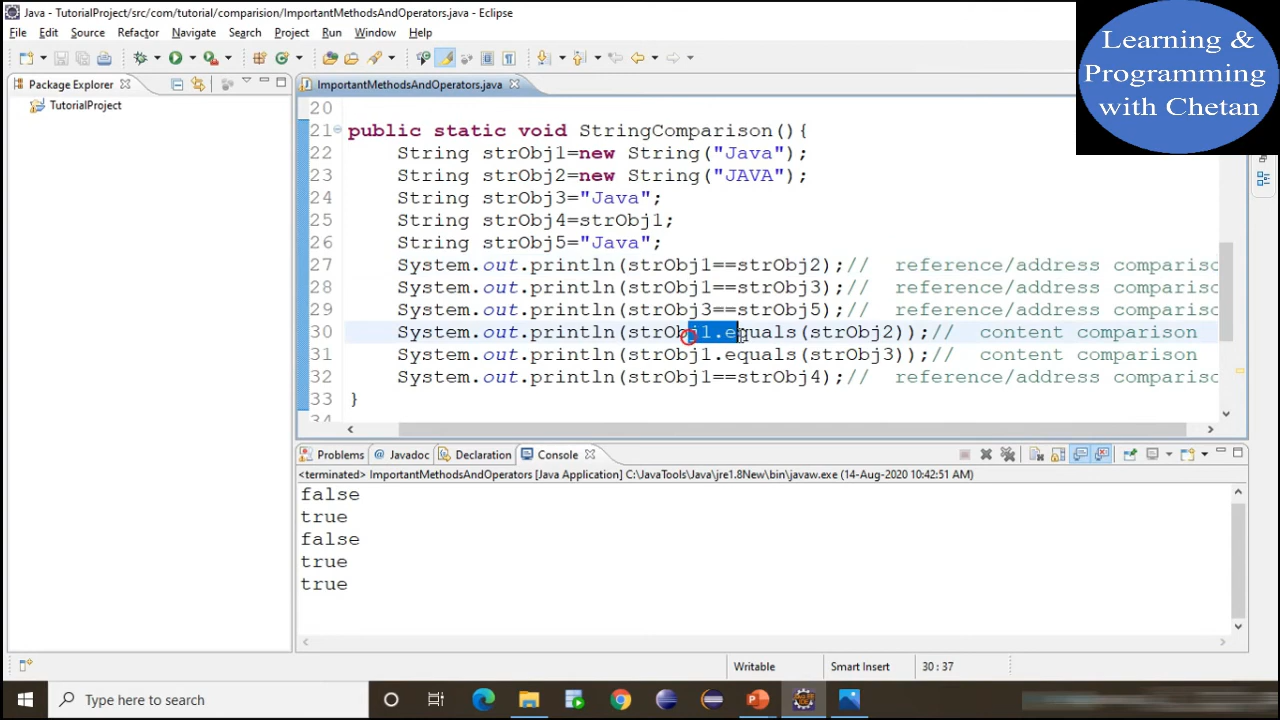 Java - TutorialProject/src/com/tutorial/comparision/ImportantMethodsAndOperators.java - Eclipse
File Edit Source Refactor Navigate Search Project Run Window Help
Learning &
Programming
with Chetan
Package Explorer
ImportantMethodsAndOperators.java
TutorialProject
20
21 public static void StringComparison(){
22 String strObj1=new String("Java");
23 String strObj2=new String("JAVA");
24 String strObj3="Java";
25 String strObj4=strObj1;
26 String strObj5="Java";
27 System.out.println(strObj1==strObj2);// reference/address compariso
28 System.out.println(strObj1==strObj3);// reference/address compariso
29 System.out.println(strObj3==strObj5);// reference/address compariso
30 System.out.println(strObj1.equals(strObj2));// content comparison
31 System.out.println(strObj1.equals(strObj3));// content comparison
32 System.out.println(strObj1==strObj4);// reference/address compariso
33 }
34
Problems @ Javadoc Declaration Console
<terminated> ImportantMethodsAndOperators [Java Application] C:\JavaTools\Java\jre1.8New\bin\javaw.exe (14-Aug-2020 10:42:51 AM)
false
true
false
true
true
Writable Smart Insert 30 : 37
Type here to search